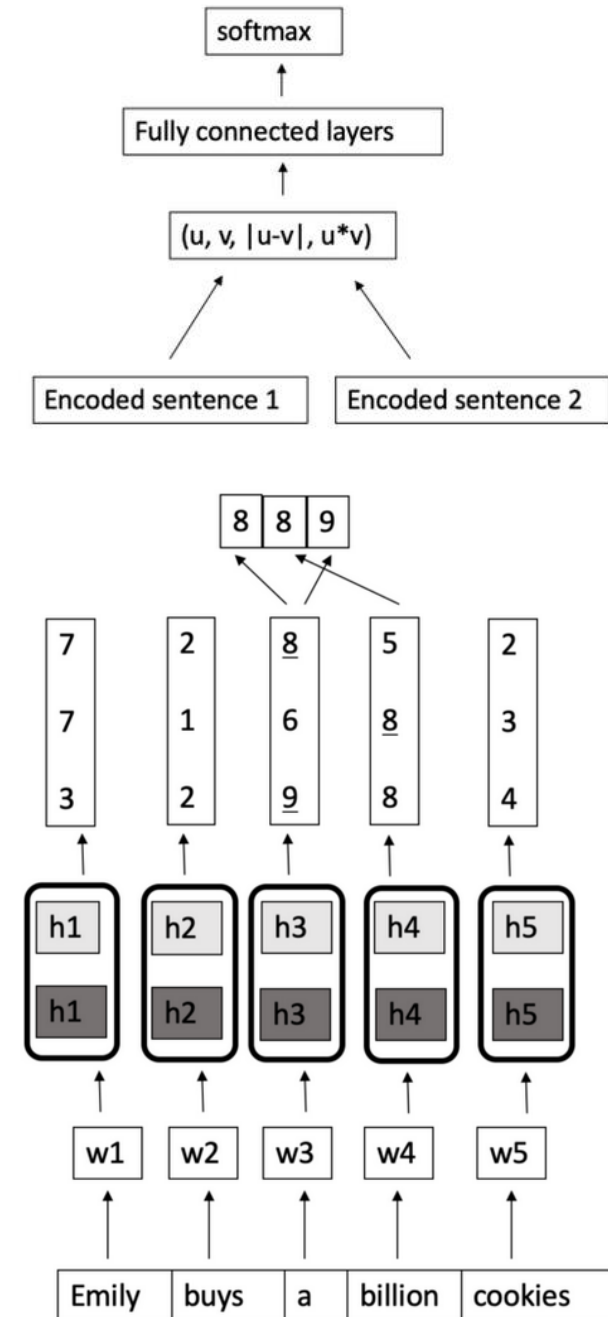 softmax
Fully connected layers
(u, v, |u-v|, u*v)
Encoded sentence 1 Encoded sentence 2
8 8 9
7 2 8 5 2
7 1 6 8 3
3 2 9 8 4
h1 h2 h3 h4 h5
h1 h2 h3 h4 h5
w1 w2 w3 w4 w5
Emily buys a billion cookies